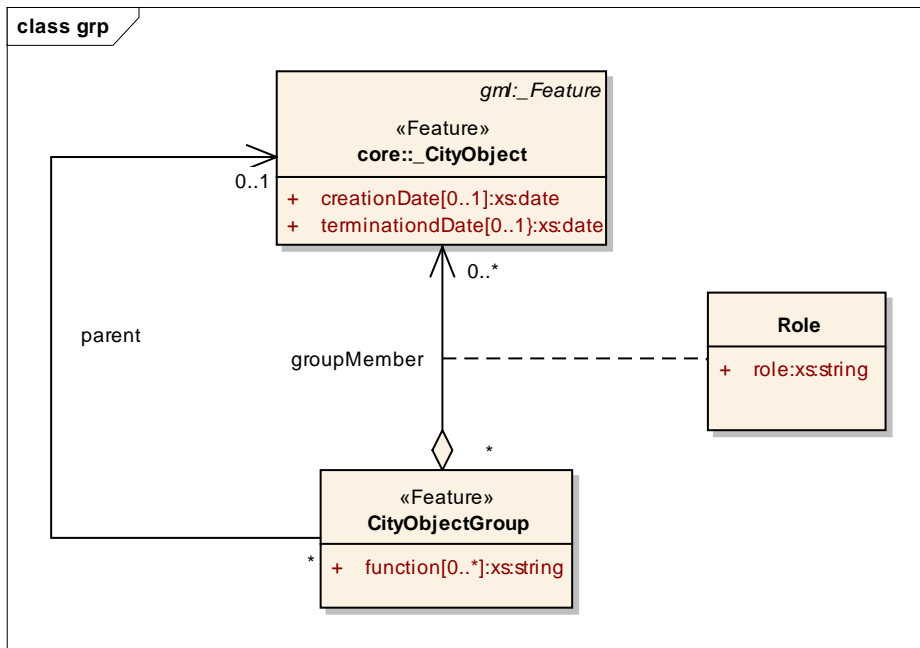 class grp
gml:_Feature
«Feature»
core::_CityObject
+ creationDate[0..1]:xs:date
+ terminationdDate[0..1}:xs:date
0..1
0..*
parent
groupMember
Role
+ role:xs:string
*
«Feature»
CityObjectGroup
+ function[0..*]:xs:string
*